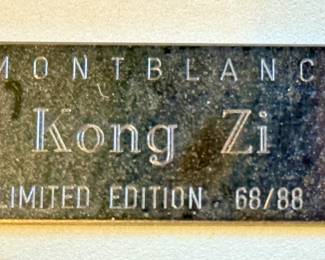 MONTBLANC
Kong Zi
LIMITED EDITION 68/88